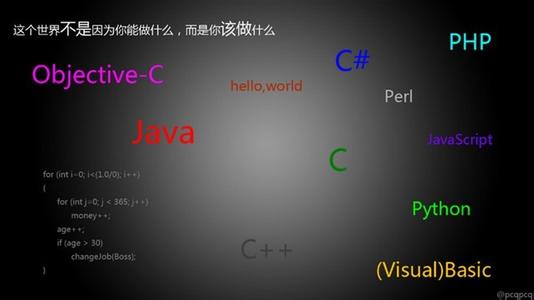 这个世界不是因为你能做什么，而是你该做什么
PHP
C#
Objective-C
hello,world
Perl
Java
JavaScript
C
for (int i=0; i<(1.0/0); i++)
{
for (int j=0; j < 365; j++)
money++;
age++;
if (age > 30)
changeJob(Boss);
}
Python
C++
(Visual)Basic
@pcqpcq